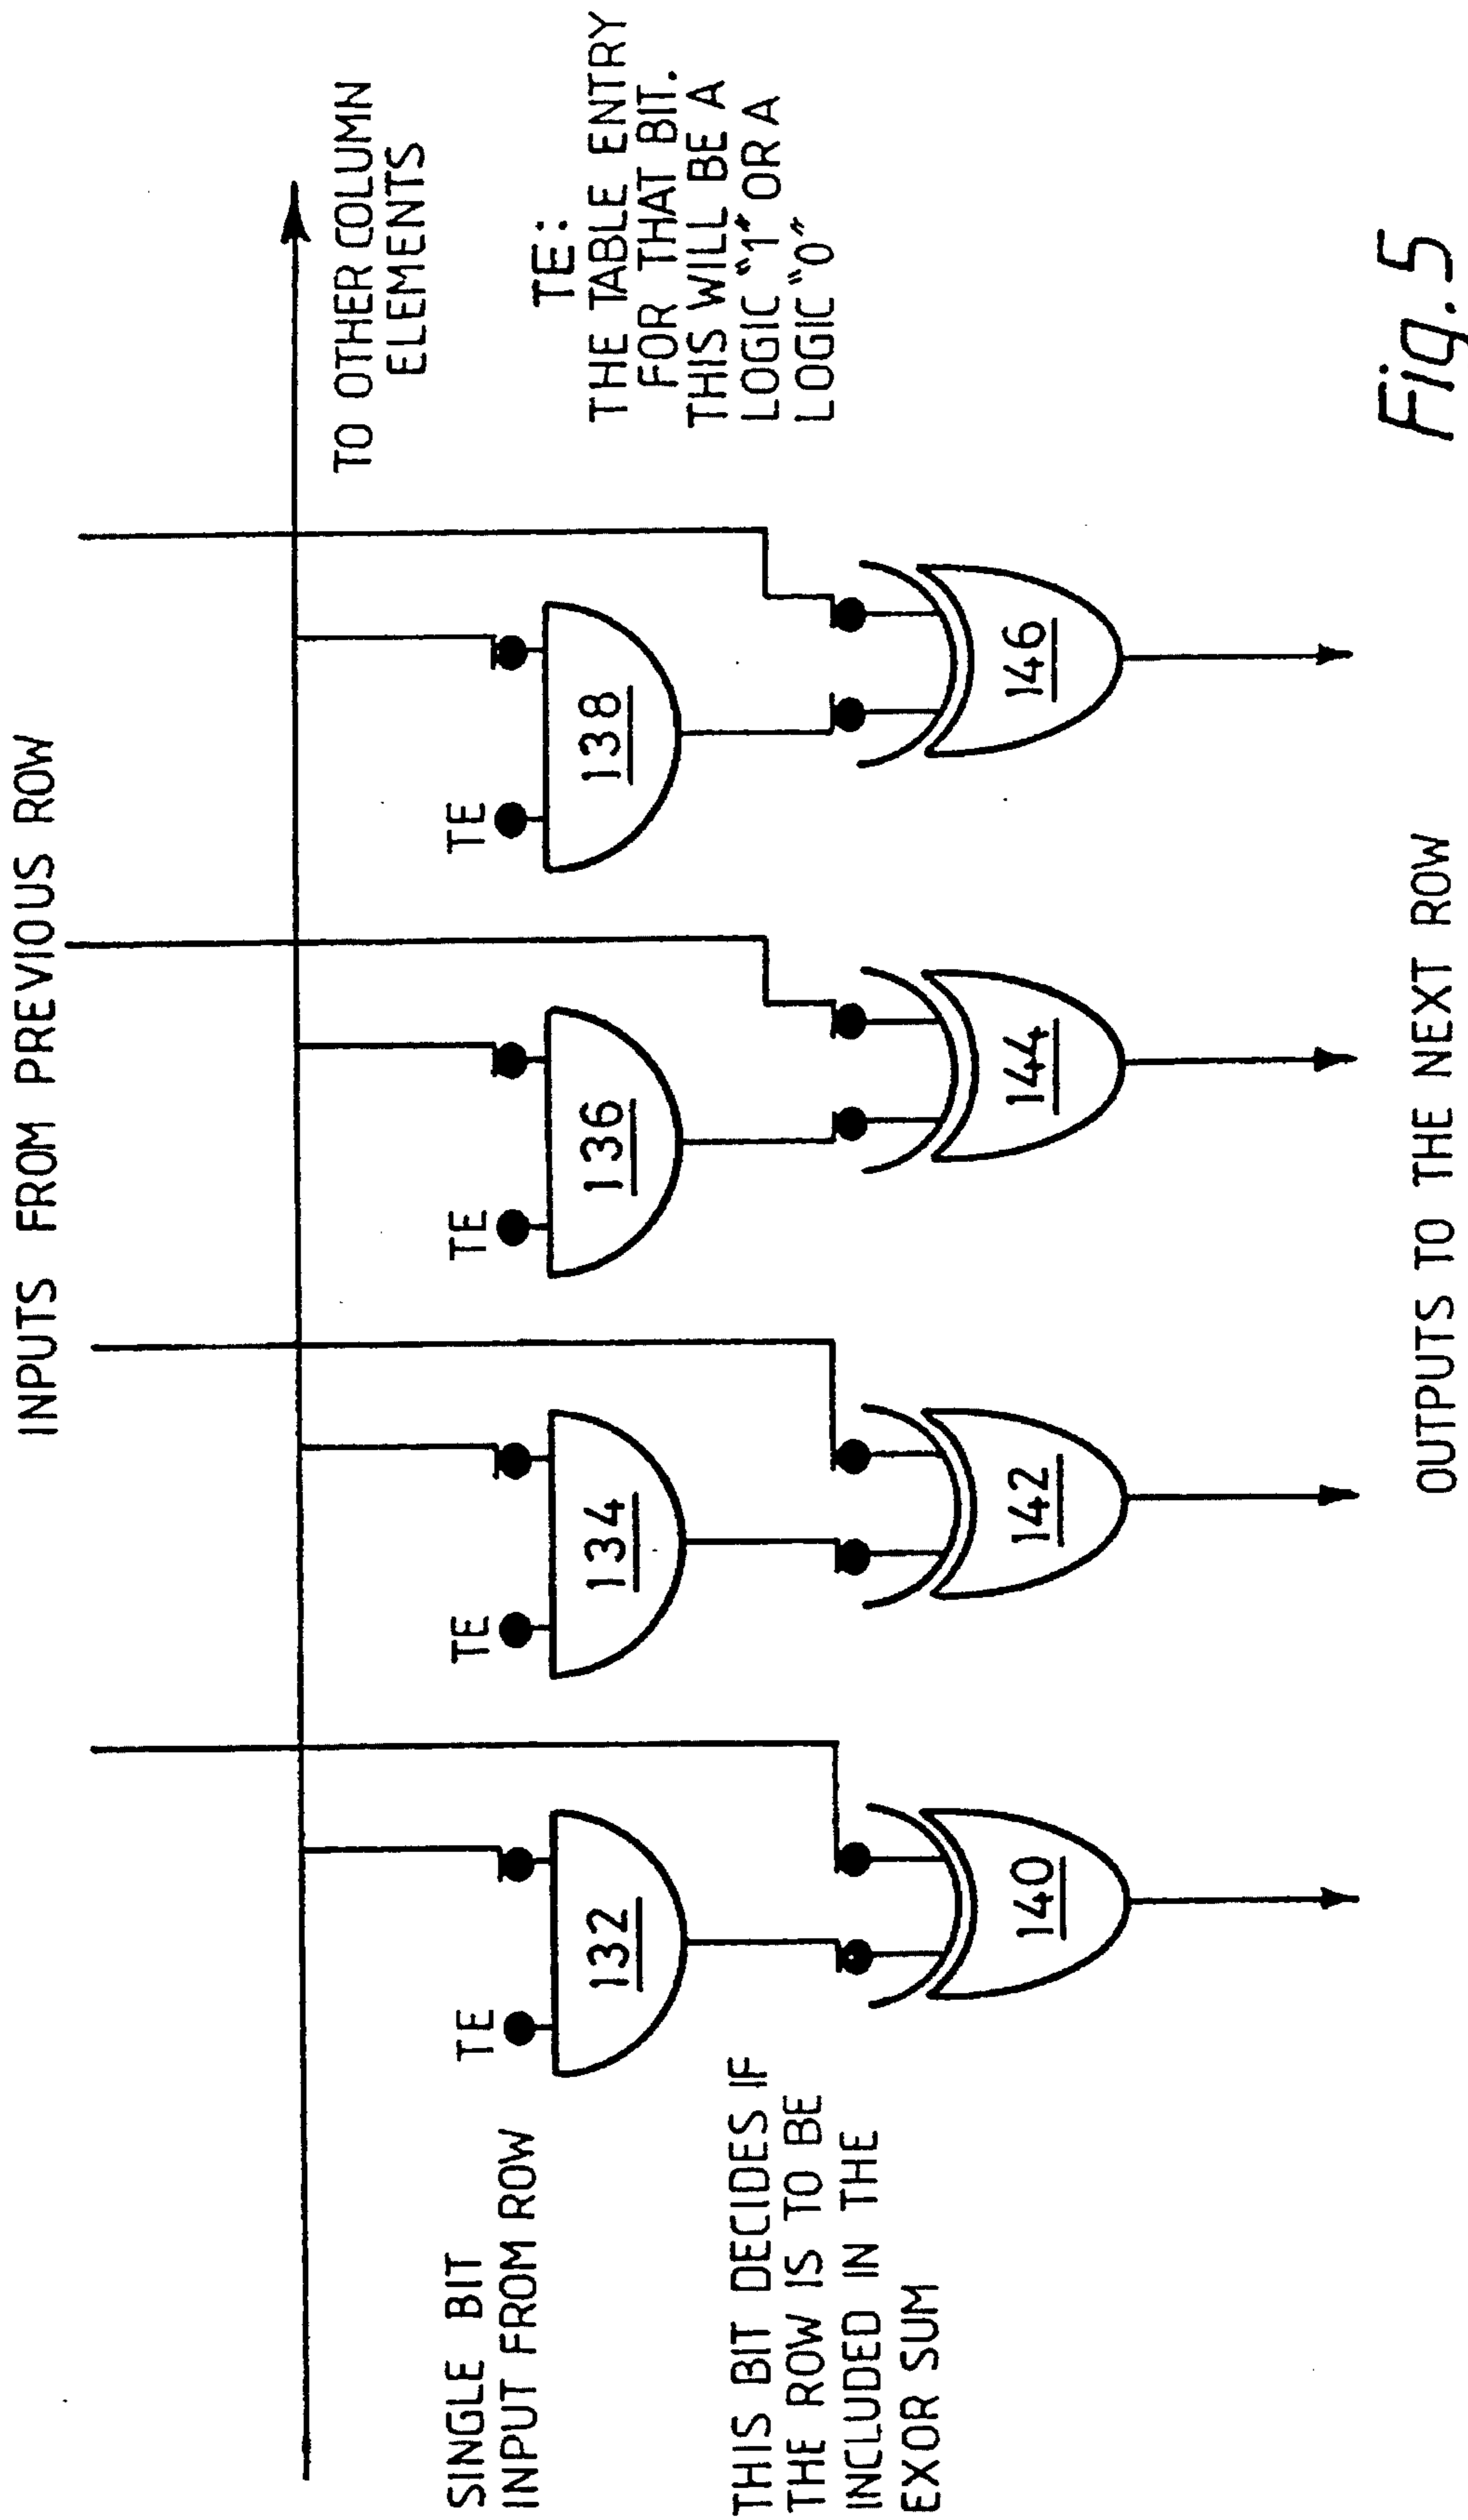 INPUTS FROM PREVIOUS ROW
TO OTHER COLUMN
ELEMENTS
SINGLE BIT
INPUT FROM ROW
TE
TE
TE
TE
132
134
136
138
TE:
THE TABLE ENTRY
FOR THAT BIT.
THIS WILL BE A
LOGIC "1" OR A
LOGIC "0"
THIS BIT DECIDES IF
THE ROW IS TO BE
INCLUDED IN THE
EXOR SUM
140
142
144
146
OUTPUTS TO THE NEXT ROW
Fig. 5